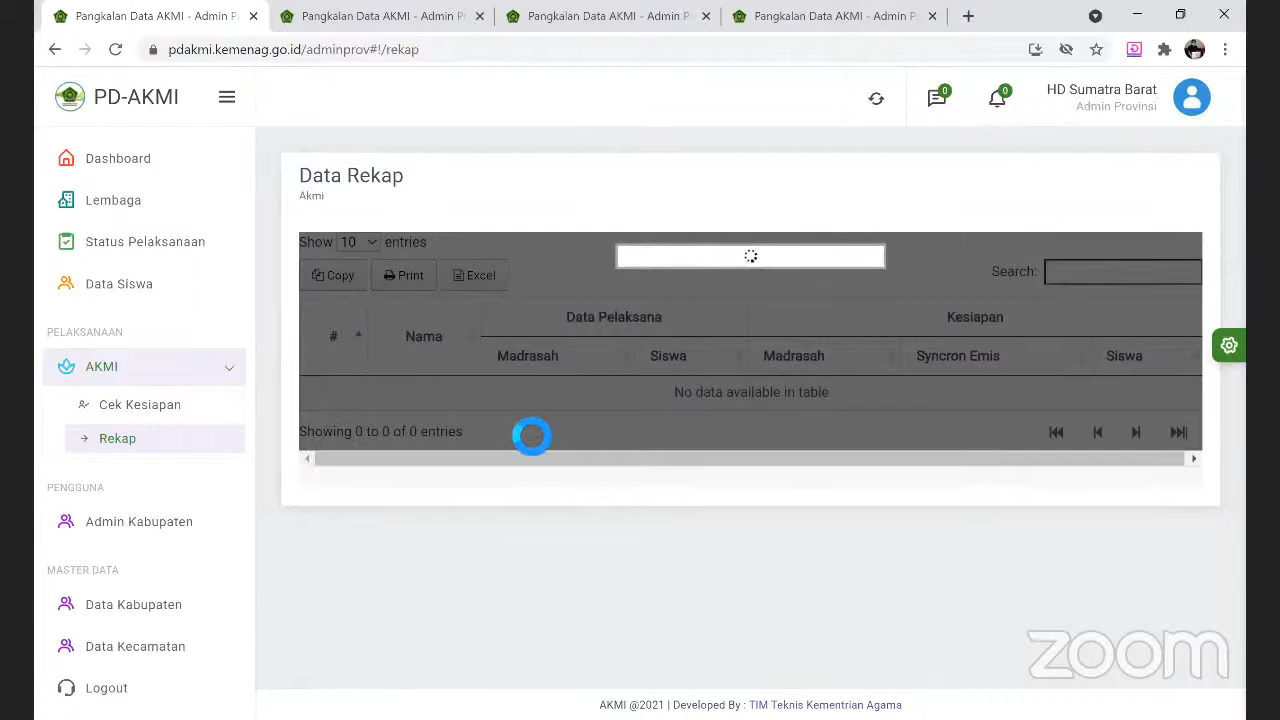 Pangkalan Data AKMI - Admin P
Pangkalan Data AKMI - Admin P
Pangkalan Data AKMI - Admin P
Pangkalan Data AKMI - Admin P
pdakmi.kemenag.go.id/adminprov#!/rekap
PD-AKMI
0
0
HD Sumatra Barat
Admin Provinsi
Dashboard
Lembaga
Status Pelaksanaan
Data Siswa
PELAKSANAAN
AKMI
Cek Kesiapan
Rekap
PENGGUNA
Admin Kabupaten
MASTER DATA
Data Kabupaten
Data Kecamatan
Logout
Data Rekap
Akmi
Show 10 entries
Copy Print Excel
Search:
# Nama Data Pelaksana Kesiapan
Madrasah Siswa Madrasah Syncron Emis Siswa
No data available in table
Showing 0 to 0 of 0 entries
zoom
AKMI @2021 | Developed By : TIM Teknis Kementrian Agama